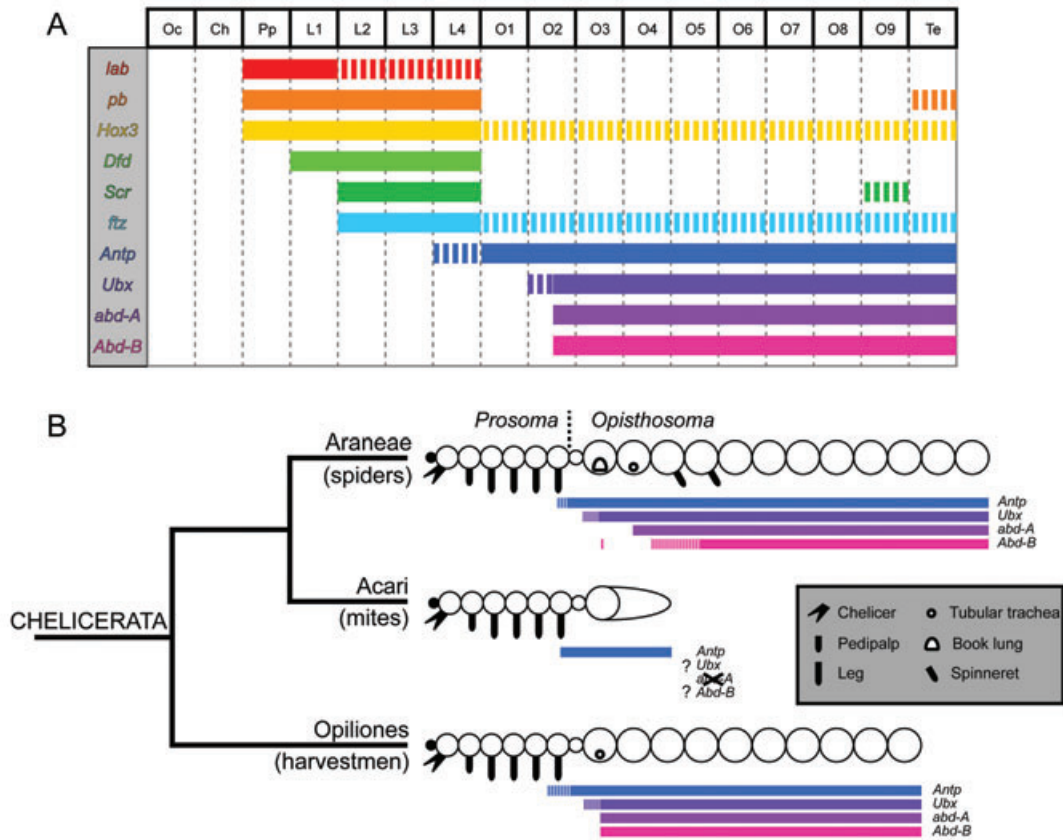 A
Oc Ch Pp L1 L2 L3 L4 O1 O2 O3 O4 O5 O6 O7 O8 O9 Te
lab
pb
Hox3
Dfd
Scr
ftz
Antp
Ubx
abd-A
Abd-B
B
Prosoma Opisthosoma
Araneae
(spiders)
Antp
Ubx
abd-A
Abd-B
Acari
(mites)
CHELICERATA
Antp
? Ubx
abd-A
? Abd-B
Chelicer Tubular trachea
Pedipalp Book lung
Leg Spinneret
Opiliones
(harvestmen)
Antp
Ubx
abd-A
Abd-B